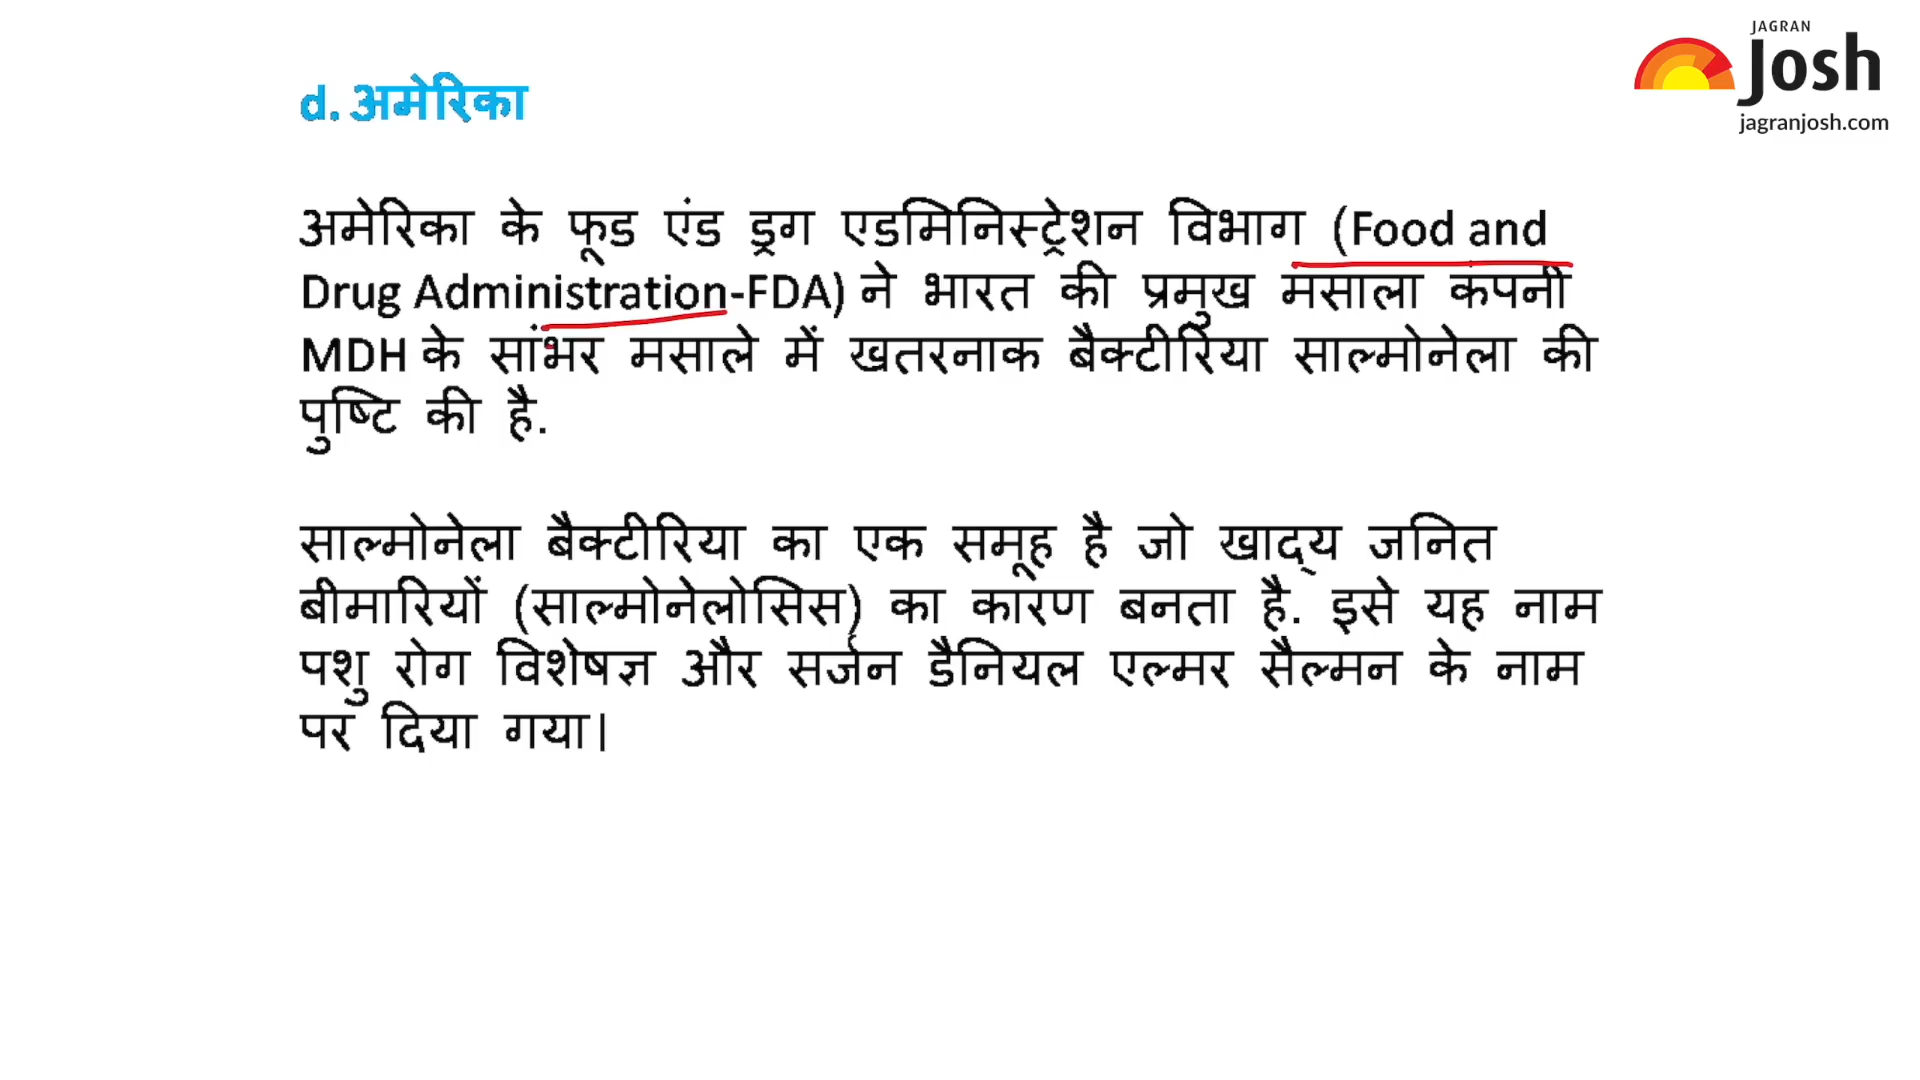 JAGRAN
Josh
jagranjosh.com
d. अमेरिका
अमेरिका के फूड एंड ड्रग एडमिनिस्ट्रेशन विभाग (Food and
Drug Administration-FDA) ने भारत की प्रमुख मसाला कंपनी
MDH के सांभर मसाले में खतरनाक बैक्टीरिया साल्मोनेला की
पुष्टि की है.
साल्मोनेला बैक्टीरिया का एक समूह है जो खाद्य जनित
बीमारियों (साल्मोनेलोसिस) का कारण बनता है. इसे यह नाम
पशु रोग विशेषज्ञ और सर्जन डैनियल एल्मर सैल्मन के नाम
पर दिया गया।